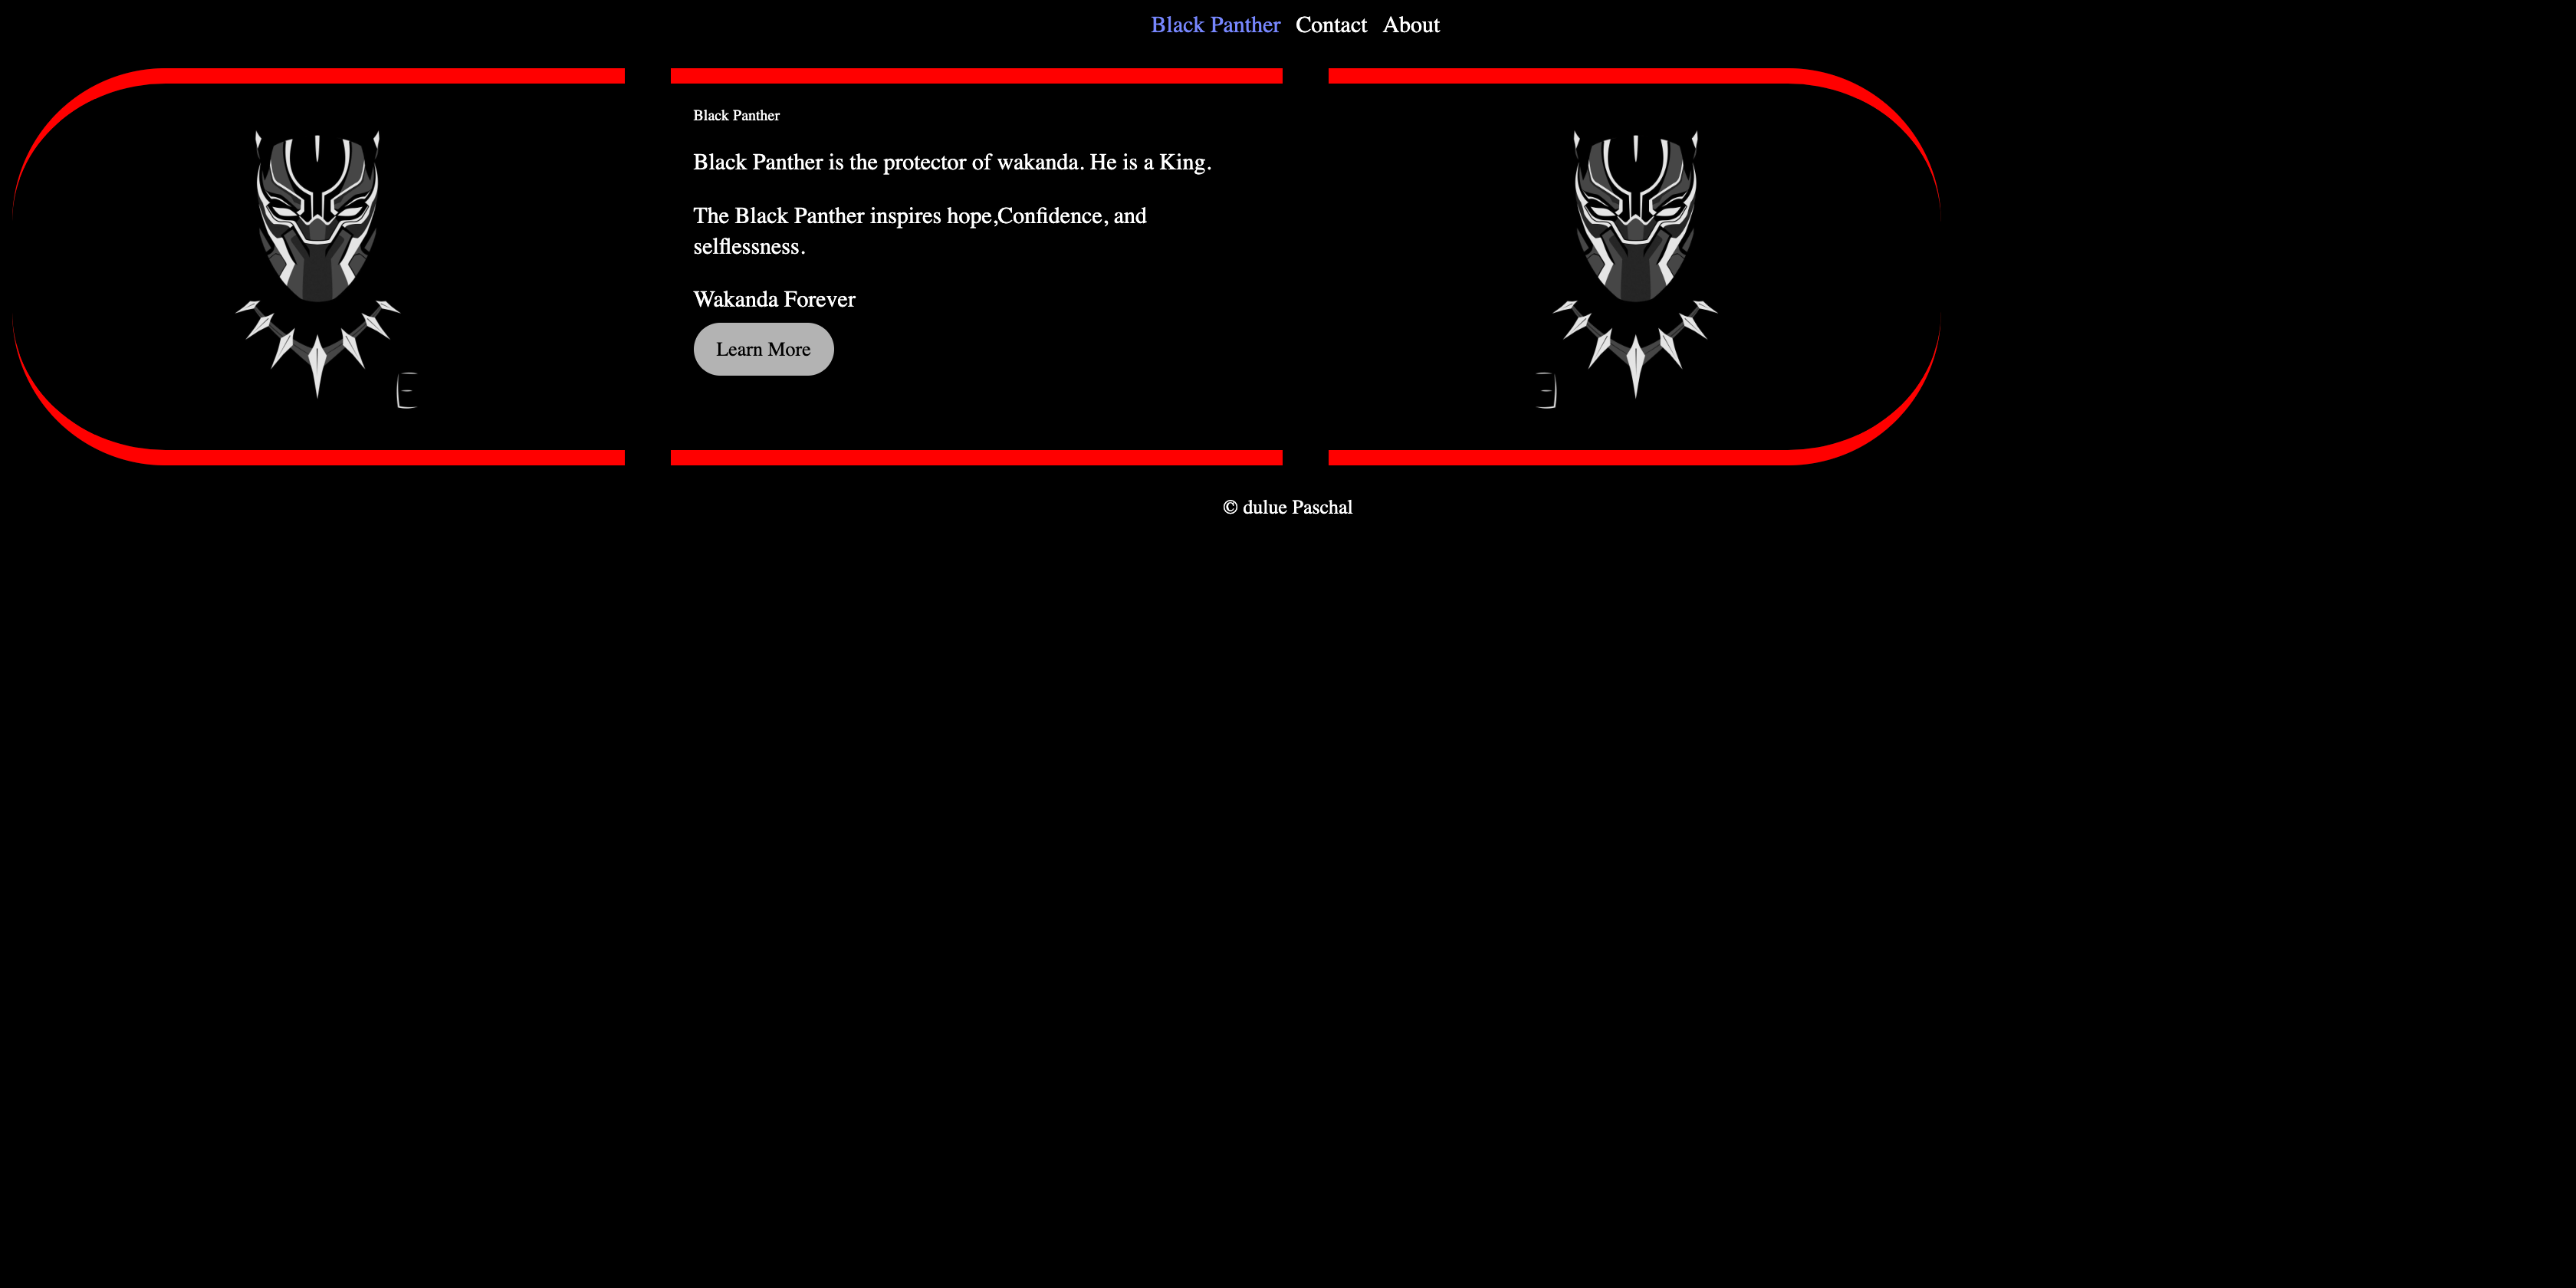 Black Panther Contact About
Black Panther
Black Panther is the protector of wakanda. He is a King.
The Black Panther inspires hope,Confidence, and
selflessness.
Wakanda Forever
Learn More
E
© dulue Paschal